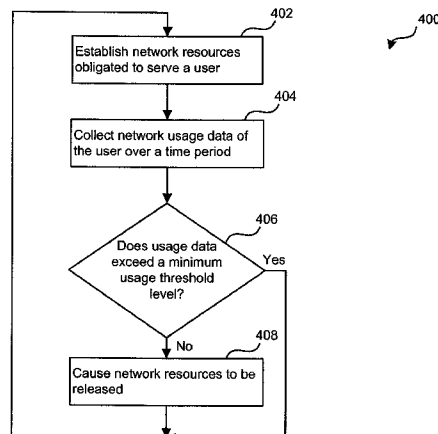 402
400
Establish network resources
obligated to serve a user
404
Collect network usage data of
the user over a time period
406
Does usage data
exceed a minimum
usage threshold
level?
Yes
No
408
Cause network resources to be
released